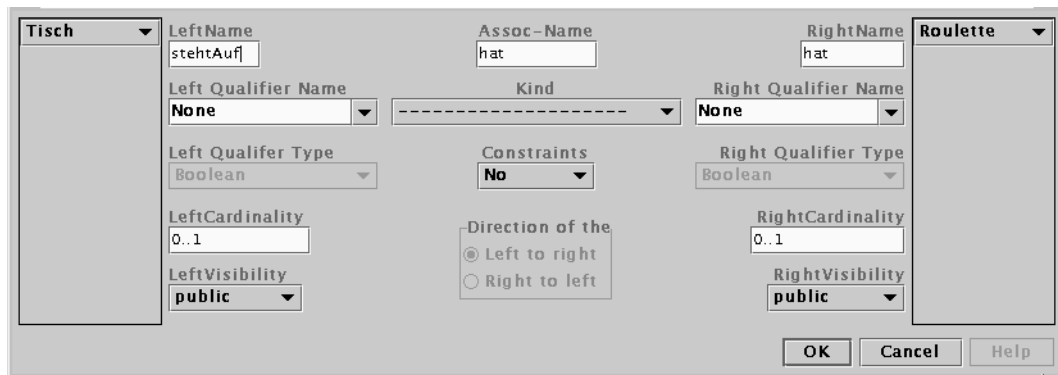 Tisch LeftName Assoc-Name RightName Roulette
stehtAuf hat hat
Left Qualifier Name Kind Right Qualifier Name
None ------------------- None
Left Qualifer Type Constraints Right Qualifier Type
Boolean No Boolean
LeftCardinality Direction of the RightCardinality
0..1 Left to right 0..1
LeftVisibility Right to left RightVisibility
public public
OK Cancel Help